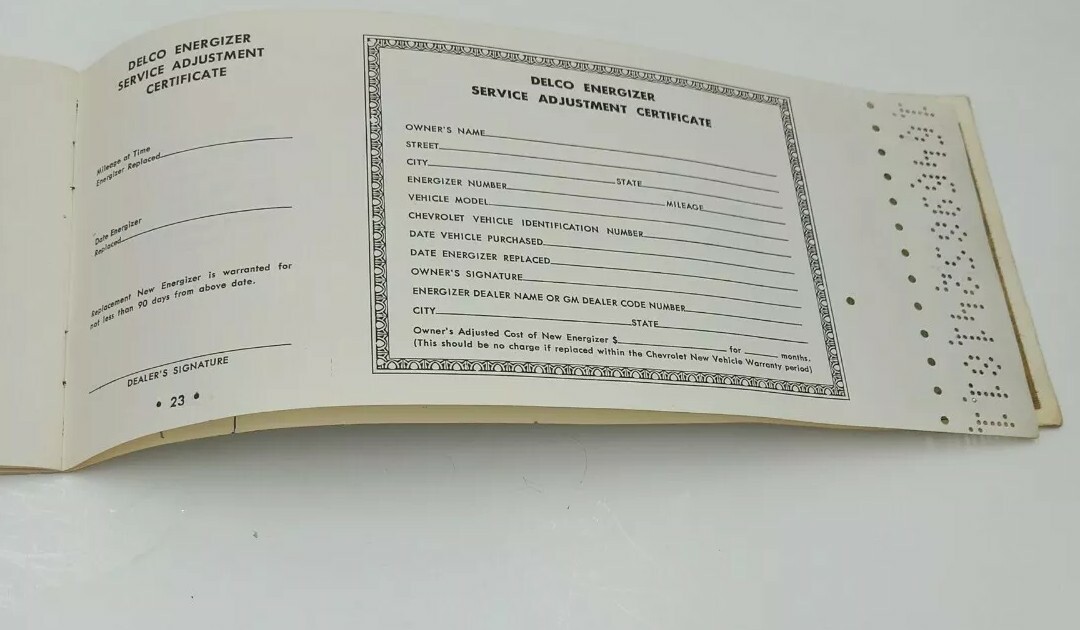 DELCO ENERGIZER
SERVICE ADJUSTMENT
CERTIFICATE
Mileage at Time
Energizer Replaced
Date Energizer
Replaced
Replacement New Energizer is warranted for
not less than 90 days from above date.
DEALER'S SIGNATURE
• 23 •
DELCO ENERGIZER
SERVICE ADJUSTMENT CERTIFICATE
OWNER'S NAME
STREET
CITY STATE
ENERGIZER NUMBER MILEAGE
VEHICLE MODEL
CHEVROLET VEHICLE IDENTIFICATION NUMBER
DATE VEHICLE PURCHASED
DATE ENERGIZER REPLACED
OWNER'S SIGNATURE
ENERGIZER DEALER NAME OR GM DEALER CODE NUMBER
CITY STATE
Owner's Adjusted Cost of New Energizer $ for months.
(This should be no charge if replaced within the Chevrolet New Vehicle Warranty period)